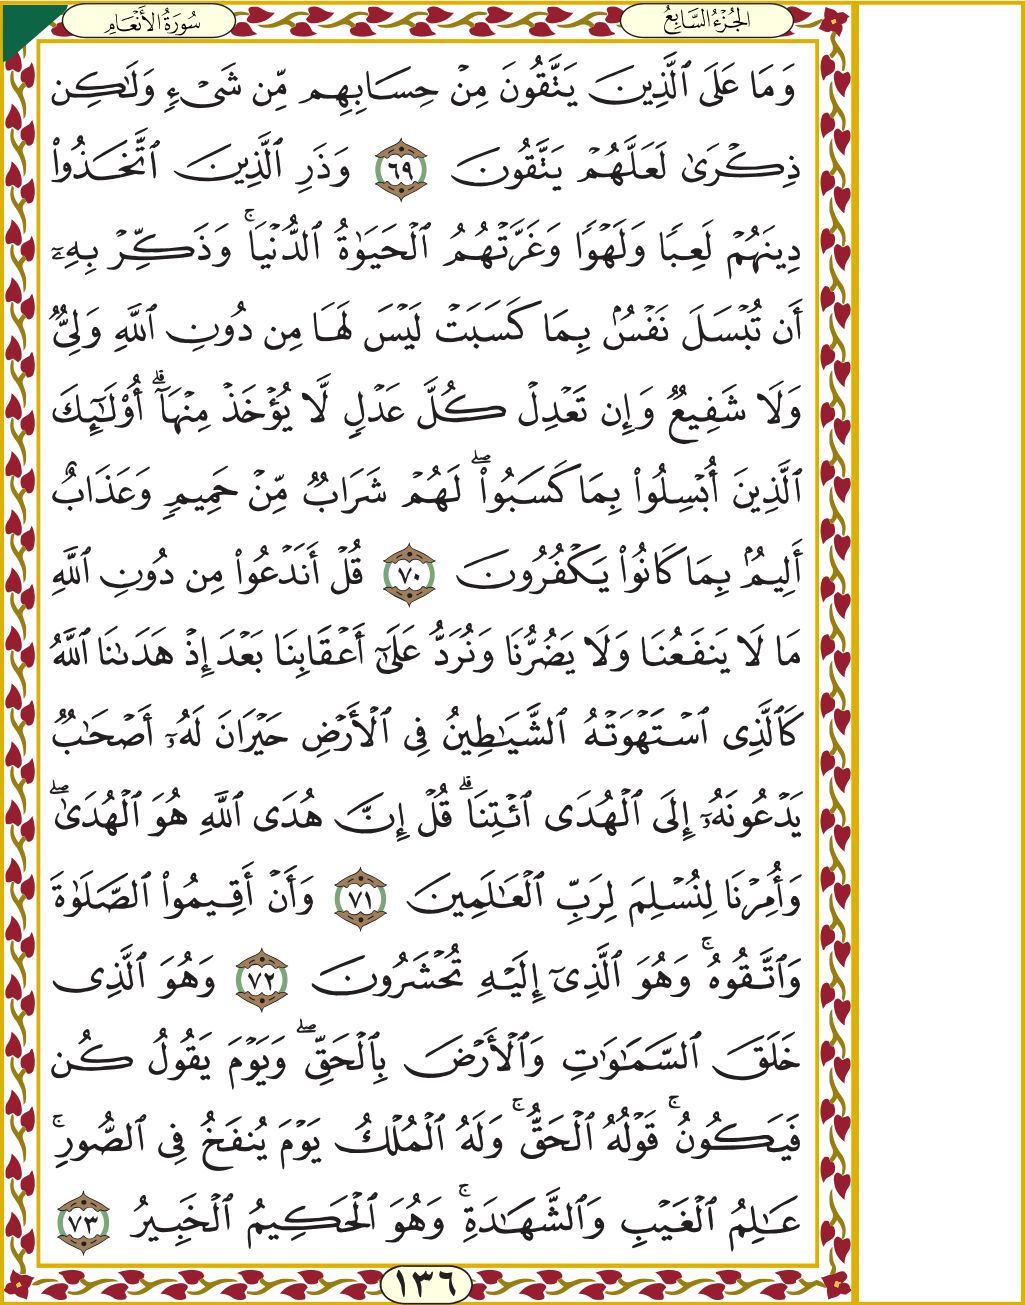 الجُزْءُ السَّابِعُ
سُورَةُ الأَنْعَامِ
وَمَا عَلَى ٱلَّذِينَ يَتَّقُونَ مِنْ حِسَابِهِم مِّن شَىْءٍ وَلَـٰكِن
ذِكْرَىٰ لَعَلَّهُمْ يَتَّقُونَ ٦٩ وَذَرِ ٱلَّذِينَ ٱتَّخَذُوا۟
دِينَهُمْ لَعِبًا وَلَهْوًا وَغَرَّتْهُمُ ٱلْحَيَوٰةُ ٱلدُّنْيَا ۚ وَذَكِّرْ بِهِۦٓ
أَن تُبْسَلَ نَفْسٌۢ بِمَا كَسَبَتْ لَيْسَ لَهَا مِن دُونِ ٱللَّهِ وَلِىٌّ
وَلَا شَفِيعٌ وَإِن تَعْدِلْ كُلَّ عَدْلٍ لَّا يُؤْخَذْ مِنْهَآ ۗ أُو۟لَـٰٓئِكَ
ٱلَّذِينَ أُبْسِلُوا۟ بِمَا كَسَبُوا۟ ۖ لَهُمْ شَرَابٌ مِّنْ حَمِيمٍ وَعَذَابٌ
أَلِيمٌۢ بِمَا كَانُوا۟ يَكْفُرُونَ ٧٠ قُلْ أَنَدْعُوا۟ مِن دُونِ ٱللَّهِ
مَا لَا يَنفَعُنَا وَلَا يَضُرُّنَا وَنُرَدُّ عَلَىٰٓ أَعْقَابِنَا بَعْدَ إِذْ هَدَىٰنَا ٱللَّهُ
كَٱلَّذِى ٱسْتَهْوَتْهُ ٱلشَّيَـٰطِينُ فِى ٱلْأَرْضِ حَيْرَانَ لَهُۥٓ أَصْحَـٰبٌ
يَدْعُونَهُۥٓ إِلَى ٱلْهُدَى ٱئْتِنَا ۗ قُلْ إِنَّ هُدَى ٱللَّهِ هُوَ ٱلْهُدَىٰ ۖ
وَأُمِرْنَا لِنُسْلِمَ لِرَبِّ ٱلْعَـٰلَمِينَ ٧١ وَأَنْ أَقِيمُوا۟ ٱلصَّلَوٰةَ
وَٱتَّقُوهُ ۚ وَهُوَ ٱلَّذِىٓ إِلَيْهِ تُحْشَرُونَ ٧٢ وَهُوَ ٱلَّذِى
خَلَقَ ٱلسَّمَـٰوَٰتِ وَٱلْأَرْضَ بِٱلْحَقِّ ۖ وَيَوْمَ يَقُولُ كُن
فَيَكُونُ ۚ قَوْلُهُ ٱلْحَقُّ ۚ وَلَهُ ٱلْمُلْكُ يَوْمَ يُنفَخُ فِى ٱلصُّورِ ۚ
عَـٰلِمُ ٱلْغَيْبِ وَٱلشَّهَـٰدَةِ ۚ وَهُوَ ٱلْحَكِيمُ ٱلْخَبِيرُ ٧٣
١٣٦